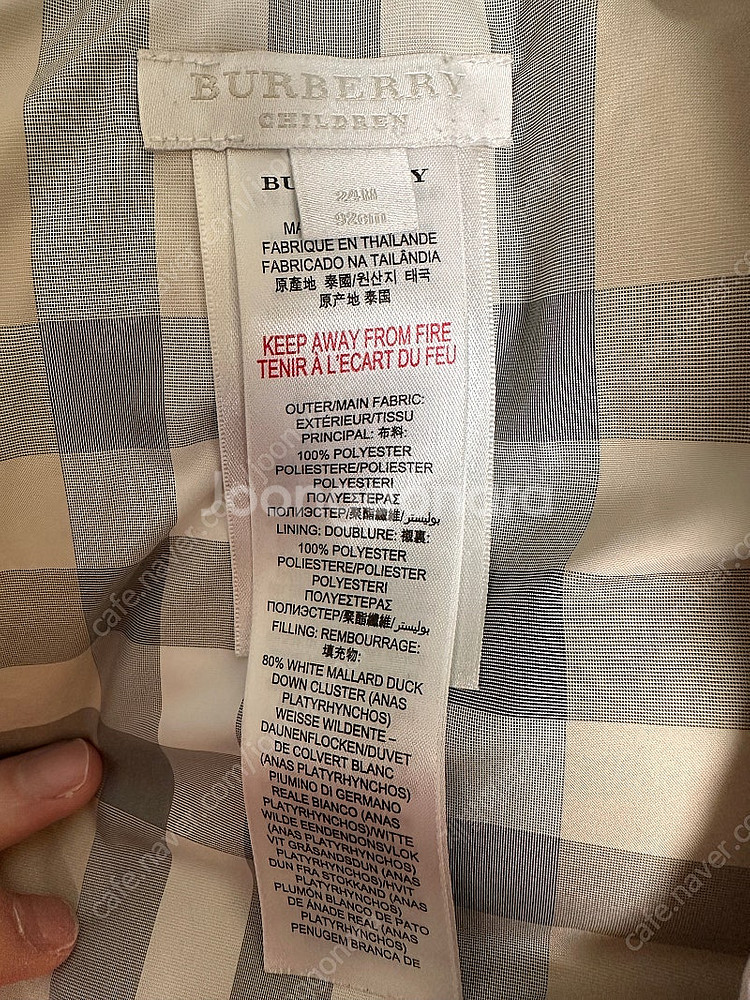 BURBERRY
CHILDREN
24M
92cm
FABRIQUE EN THAILANDE
FABRICADO NA TAILÂNDIA
原產地 泰國/원산지 태국
原产地 泰国
KEEP AWAY FROM FIRE
TENIR À L'ECART DU FEU
OUTER/MAIN FABRIC:
EXTÉRIEUR/TISSU
PRINCIPAL: 布料:
100% POLYESTER
POLIESTERE/POLIESTER
POLYESTERI
ΠΟΛΥΕΣΤΕΡΑΣ
ПОЛИЭСТЕР/聚酯纖維/بوليستر
LINING: DOUBLURE: 襯裏:
100% POLYESTER
POLIESTERE/POLIESTER
POLYESTERI
ΠΟΛΥΕΣΤΕΡΑΣ
ПОЛИЭСТЕР/聚酯纖維/بوليستر
FILLING: REMBOURRAGE:
填充物:
80% WHITE MALLARD DUCK
DOWN CLUSTER (ANAS
PLATYRHYNCHOS)
WEISSE WILDENTE –
DAUNENFLOCKEN/DUVET
DE COLVERT BLANC
(ANAS PLATYRHYNCHOS)
PIUMINO DI GERMANO
REALE BIANCO (ANAS
PLATYRHYNCHOS)/WITTE
WILDE EENDENDONSVLOK
(ANAS PLATYRHYNCHOS)
VIT GRÄSANDSDUN (ANAS
PLATYRHYNCHOS)/HVIT
DUN FRA STOKKAND (ANAS
PLATYRHYNCHOS)
PLUMÓN BLANCO DE PATO
DE ÁNADE REAL (ANAS
PLATYRHYNCHOS)
PENUGEM BRANCA DE